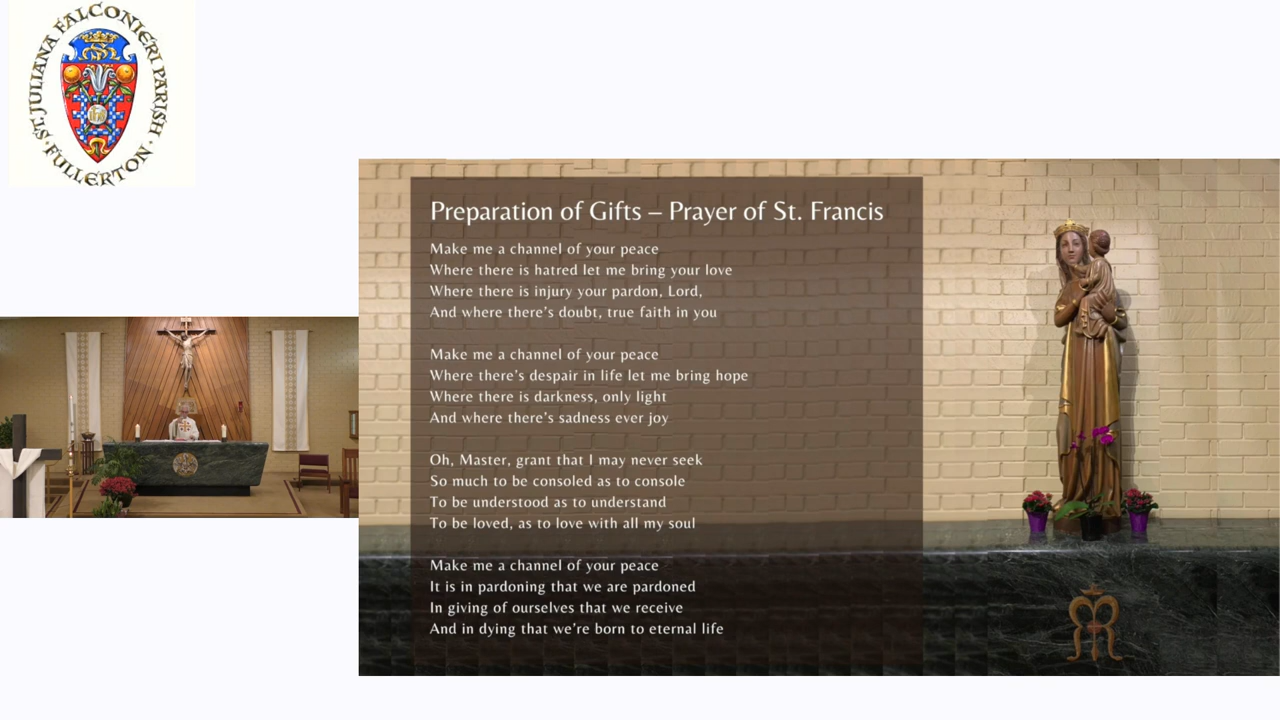 ST. JULIANA FALCONIERI PARISH · FULLERTON ·
Preparation of Gifts – Prayer of St. Francis
Make me a channel of your peace
Where there is hatred let me bring your love
Where there is injury your pardon, Lord,
And where there’s doubt, true faith in you
Make me a channel of your peace
Where there’s despair in life let me bring hope
Where there is darkness, only light
And where there’s sadness ever joy
Oh, Master, grant that I may never seek
So much to be consoled as to console
To be understood as to understand
To be loved, as to love with all my soul
Make me a channel of your peace
It is in pardoning that we are pardoned
In giving of ourselves that we receive
And in dying that we’re born to eternal life